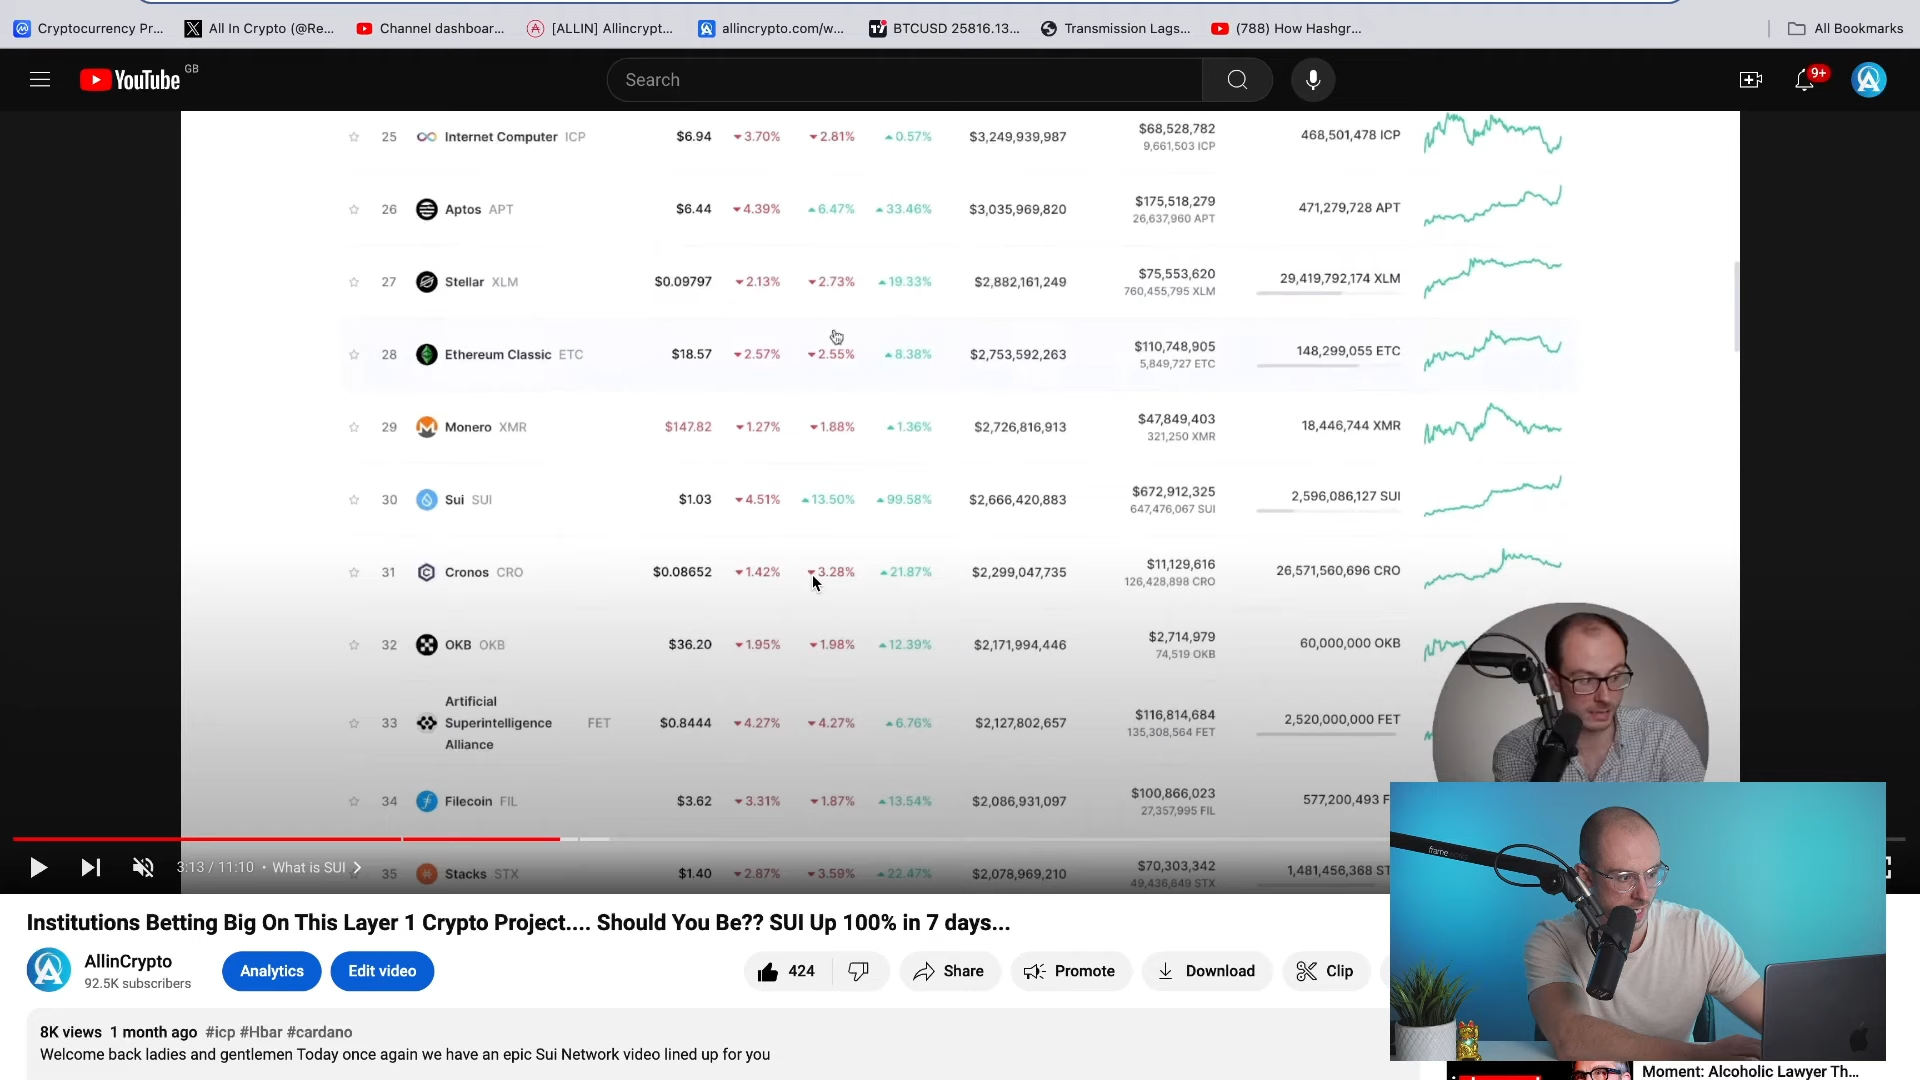 Cryptocurrency Pr... All In Crypto (@Re... Channel dashboar... [ALLIN] Allincrypt... allincrypto.com/w... BTCUSD 25816.13... Transmission Lags... (788) How Hashgr... All Bookmarks
YouTube GB Search 9+
25 Internet Computer ICP $6.94 3.70% 2.81% 0.57% $3,249,939,987 $68,528,782 468,501,478 ICP
9,661,503 ICP
26 Aptos APT $6.44 4.39% 6.47% 33.46% $3,035,969,820 $175,518,279 471,279,728 APT
26,637,960 APT
27 Stellar XLM $0.09797 2.13% 2.73% 19.33% $2,882,161,249 $75,553,620 29,419,792,174 XLM
760,455,795 XLM
28 Ethereum Classic ETC $18.57 2.57% 2.55% 8.38% $2,753,592,263 $110,748,905 148,299,055 ETC
5,849,727 ETC
29 Monero XMR $147.82 1.27% 1.88% 1.36% $2,726,816,913 $47,849,403 18,446,744 XMR
321,250 XMR
30 Sui SUI $1.03 4.51% 13.50% 99.58% $2,666,420,883 $672,912,325 2,596,086,127 SUI
647,476,067 SUI
31 Cronos CRO $0.08652 1.42% 3.28% 21.87% $2,299,047,735 $11,129,616 26,571,560,696 CRO
126,428,898 CRO
32 OKB OKB $36.20 1.95% 1.98% 12.39% $2,171,994,446 $2,714,979 60,000,000 OKB
74,519 OKB
Artificial
33 Superintelligence FET $0.8444 4.27% 4.27% 6.76% $2,127,802,657 $116,814,684 2,520,000,000 FET
Alliance 135,308,564 FET
34 Filecoin FIL $3.62 3.31% 1.87% 13.54% $2,086,931,097 $100,866,023 577,200,493 F
27,357,995 FIL
3:13 / 11:10 • What is SUI
35 Stacks STX $1.40 2.87% 3.59% 22.47% $2,078,969,210 $70,303,342 1,481,456,368 ST
49,436,649 STX
frame
Institutions Betting Big On This Layer 1 Crypto Project.... Should You Be?? SUI Up 100% in 7 days...
AllinCrypto
92.5K subscribers
Analytics Edit video 424 Share Promote Download Clip
8K views 1 month ago #icp #Hbar #cardano
Welcome back ladies and gentlemen Today once again we have an epic Sui Network video lined up for you
Moment: Alcoholic Lawyer Th...